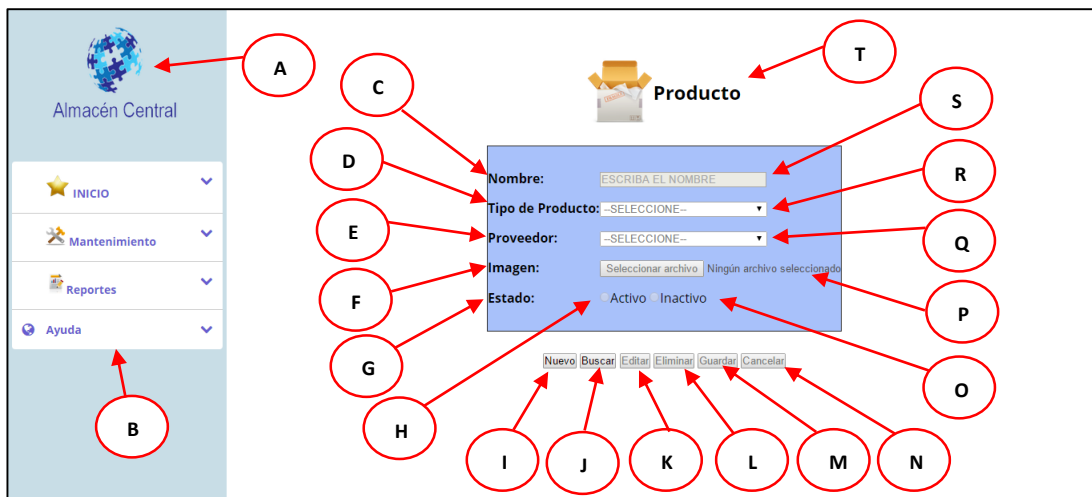 A
T
C
Producto
S
Almacén Central
D
Nombre: ESCRIBA EL NOMBRE
R
INICIO
Tipo de Producto: --SELECCIONE-- 
E
Mantenimiento
Proveedor: --SELECCIONE--
Q
Imagen: Seleccionar archivo Ningún archivo seleccionado
Reportes
F
Estado: Activo Inactivo
P
Ayuda
G
Nuevo Buscar Editar Eliminar Guardar Cancelar
O
B
H
I J K L M N